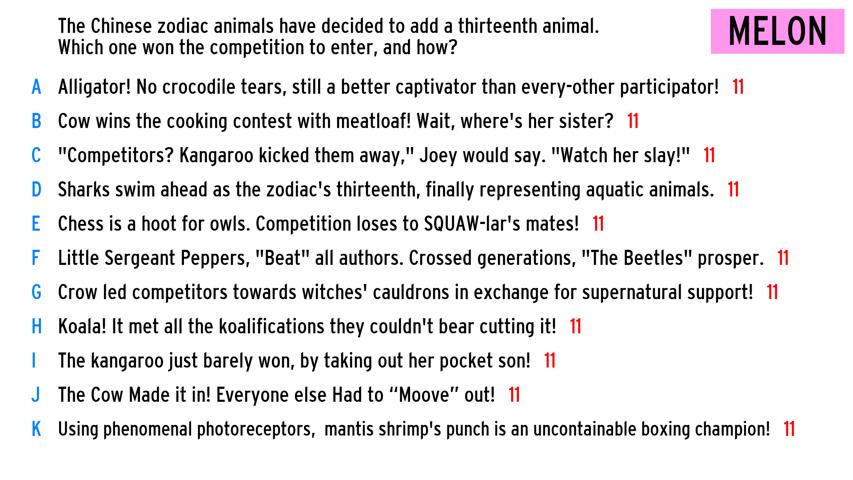 The Chinese zodiac animals have decided to add a thirteenth animal.
Which one won the competition to enter, and how?
MELON
A Alligator! No crocodile tears, still a better captivator than every-other participator! 11
B Cow wins the cooking contest with meatloaf! Wait, where's her sister? 11
C "Competitors? Kangaroo kicked them away," Joey would say. "Watch her slay!" 11
D Sharks swim ahead as the zodiac's thirteenth, finally representing aquatic animals. 11
E Chess is a hoot for owls. Competition loses to SQUAW-lar's mates! 11
F Little Sergeant Peppers, "Beat" all authors. Crossed generations, "The Beetles" prosper. 11
G Crow led competitors towards witches' cauldrons in exchange for supernatural support! 11
H Koala! It met all the koalifications they couldn't bear cutting it! 11
I The kangaroo just barely won, by taking out her pocket son! 11
J The Cow Made it in! Everyone else Had to “Moove” out! 11
K Using phenomenal photoreceptors, mantis shrimp's punch is an uncontainable boxing champion! 11